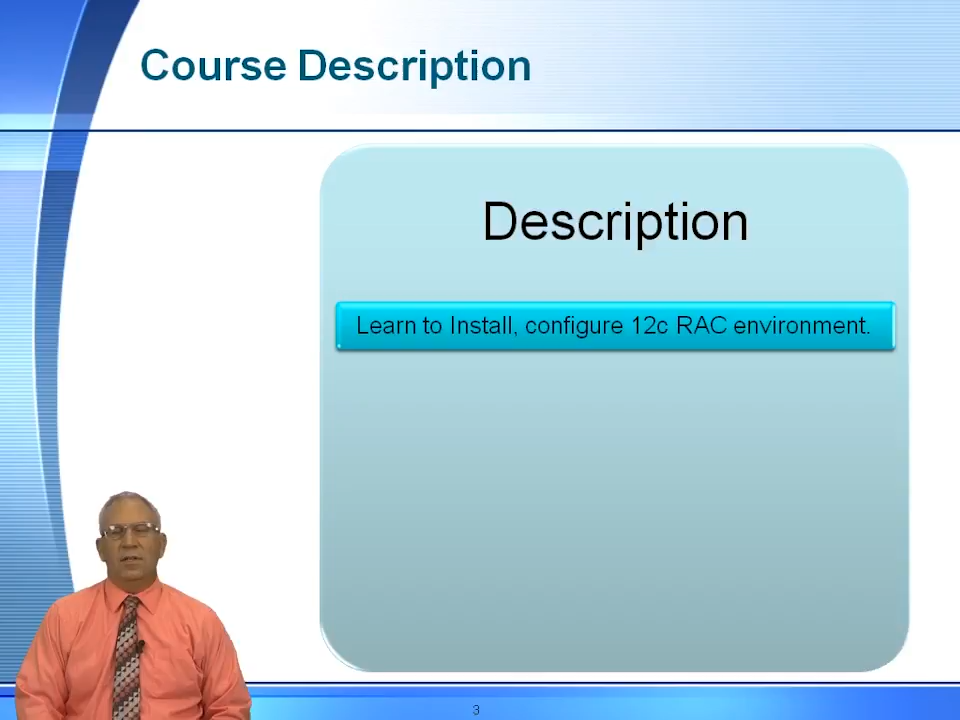 Course Description
Description
Learn to Install, configure 12c RAC environment.
3